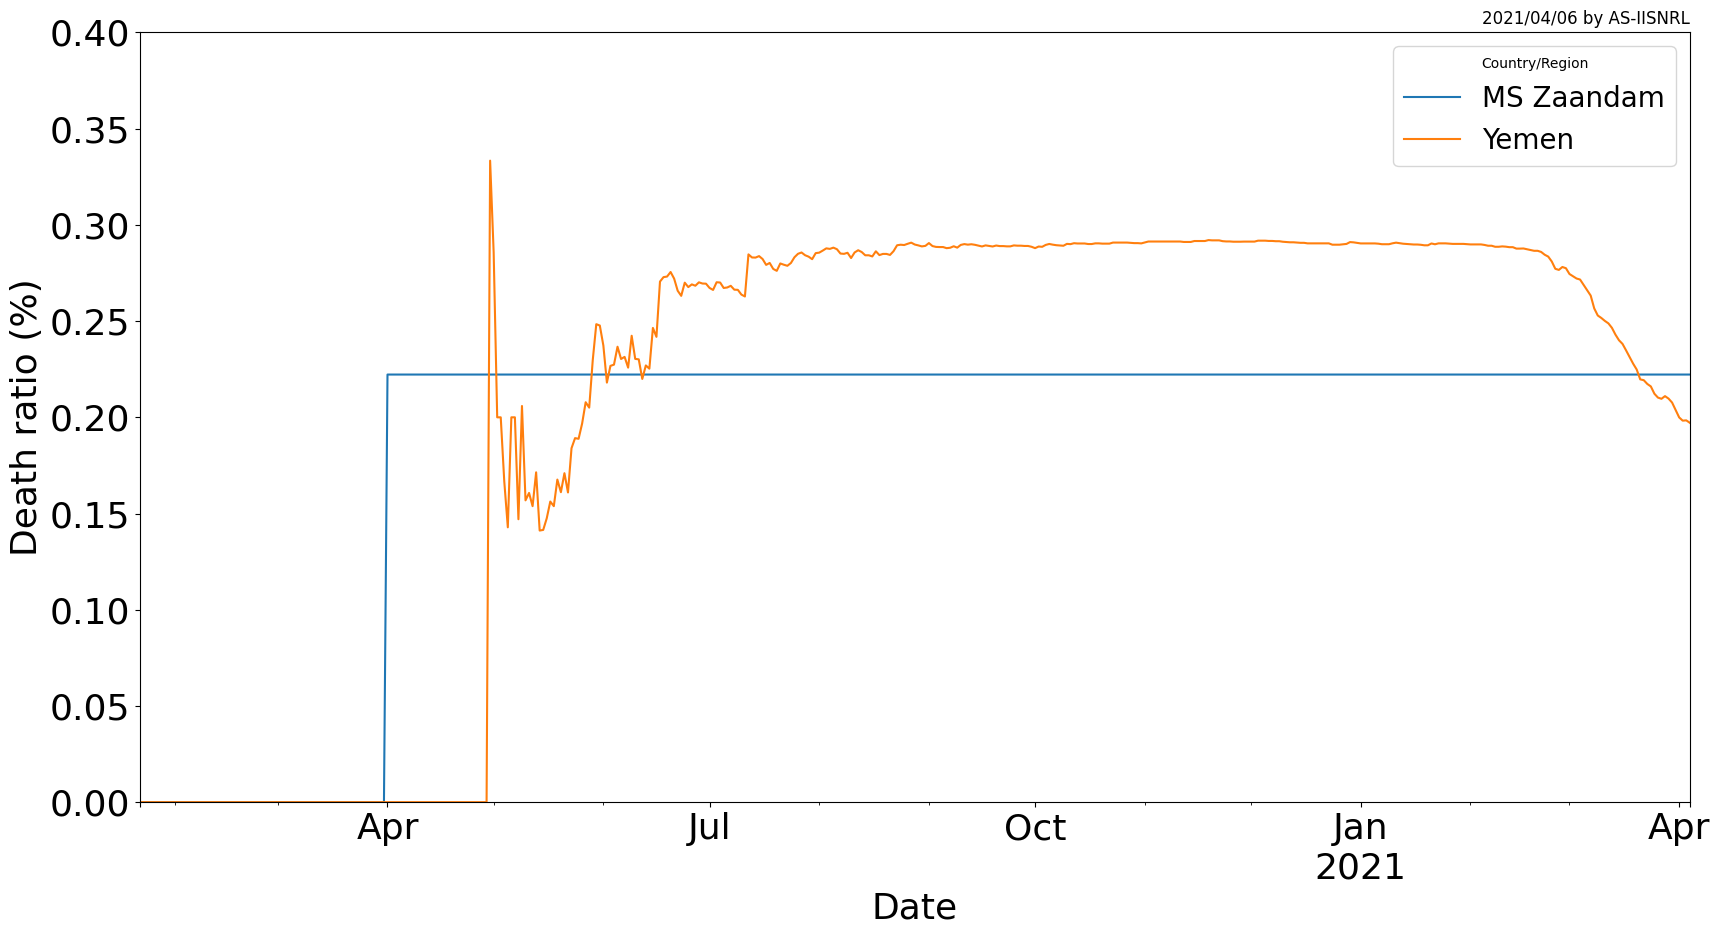 2021/04/06 by AS-IISNRL
Country/Region
MS Zaandam
Yemen
Death ratio (%)
0.40
0.35
0.30
0.25
0.20
0.15
0.10
0.05
0.00
Apr Jul Oct Jan Apr
2021
Date